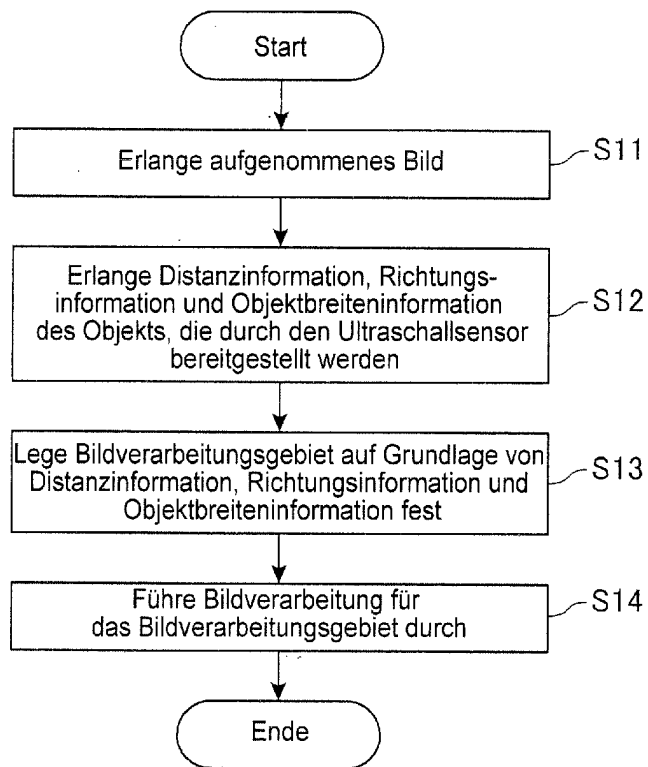 Start
Erlange aufgenommenes Bild
S11
Erlange Distanzinformation, Richtungs-
information und Objektbreiteninformation
des Objekts, die durch den Ultraschallsensor
bereitgestellt werden
S12
Lege Bildverarbeitungsgebiet auf Grundlage von
Distanzinformation, Richtungsinformation und
Objektbreiteninformation fest
S13
Führe Bildverarbeitung für
das Bildverarbeitungsgebiet durch
S14
Ende